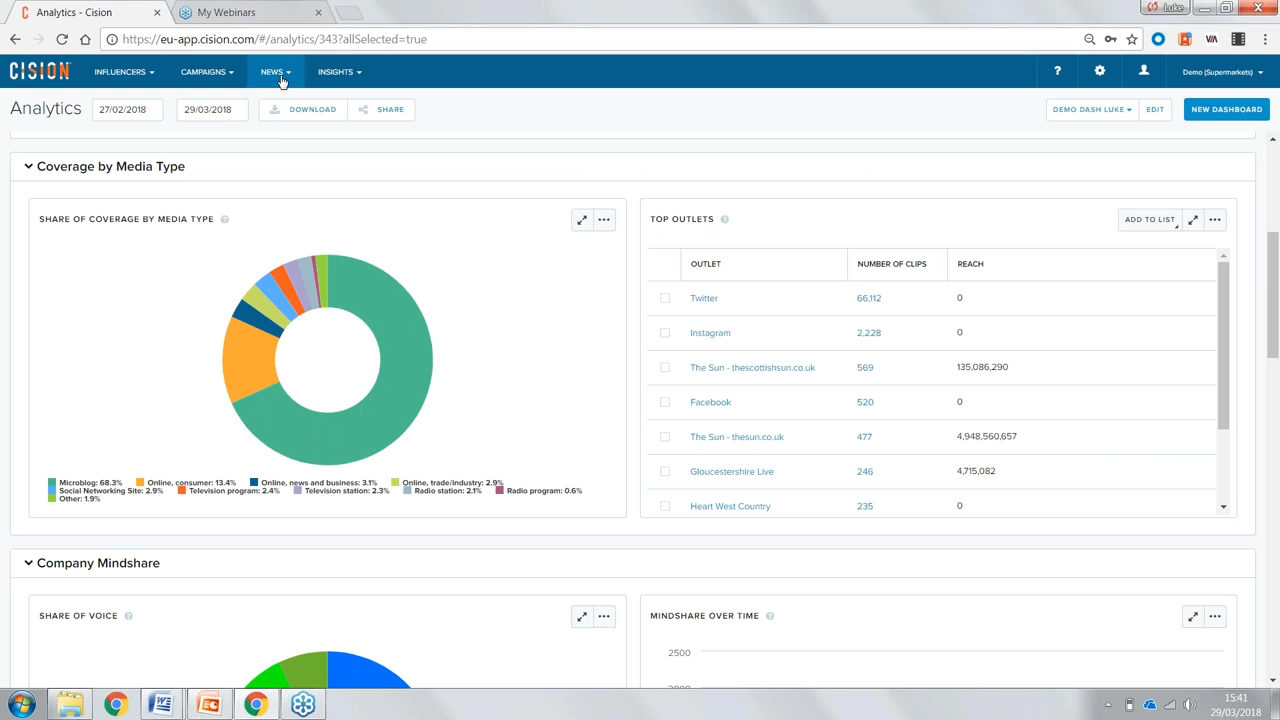 Analytics - Cision
My Webinars
Luke
https://eu-app.cision.com/#/analytics/343?allSelected=true
VIA
CISION
INFLUENCERS
CAMPAIGNS
NEWS
INSIGHTS
?
Demo (Supermarkets)
Analytics
27/02/2018
29/03/2018
DOWNLOAD
SHARE
DEMO DASH LUKE
EDIT
NEW DASHBOARD
Coverage by Media Type
SHARE OF COVERAGE BY MEDIA TYPE ?
Microblog: 68.3% Online, consumer: 13.4% Online, news and business: 3.1% Online, trade/industry: 2.9%
Social Networking Site: 2.9% Television program: 2.4% Television station: 2.3% Radio station: 2.1% Radio program: 0.6%
Other: 1.9%
TOP OUTLETS ?
ADD TO LIST
OUTLET NUMBER OF CLIPS REACH
Twitter 66,112 0
Instagram 2,228 0
The Sun - thescottishsun.co.uk 569 135,086,290
Facebook 520 0
The Sun - thesun.co.uk 477 4,948,560,657
Gloucestershire Live 246 4,715,082
Heart West Country 235 0
Company Mindshare
SHARE OF VOICE ?
MINDSHARE OVER TIME ?
2500
15:41
29/03/2018